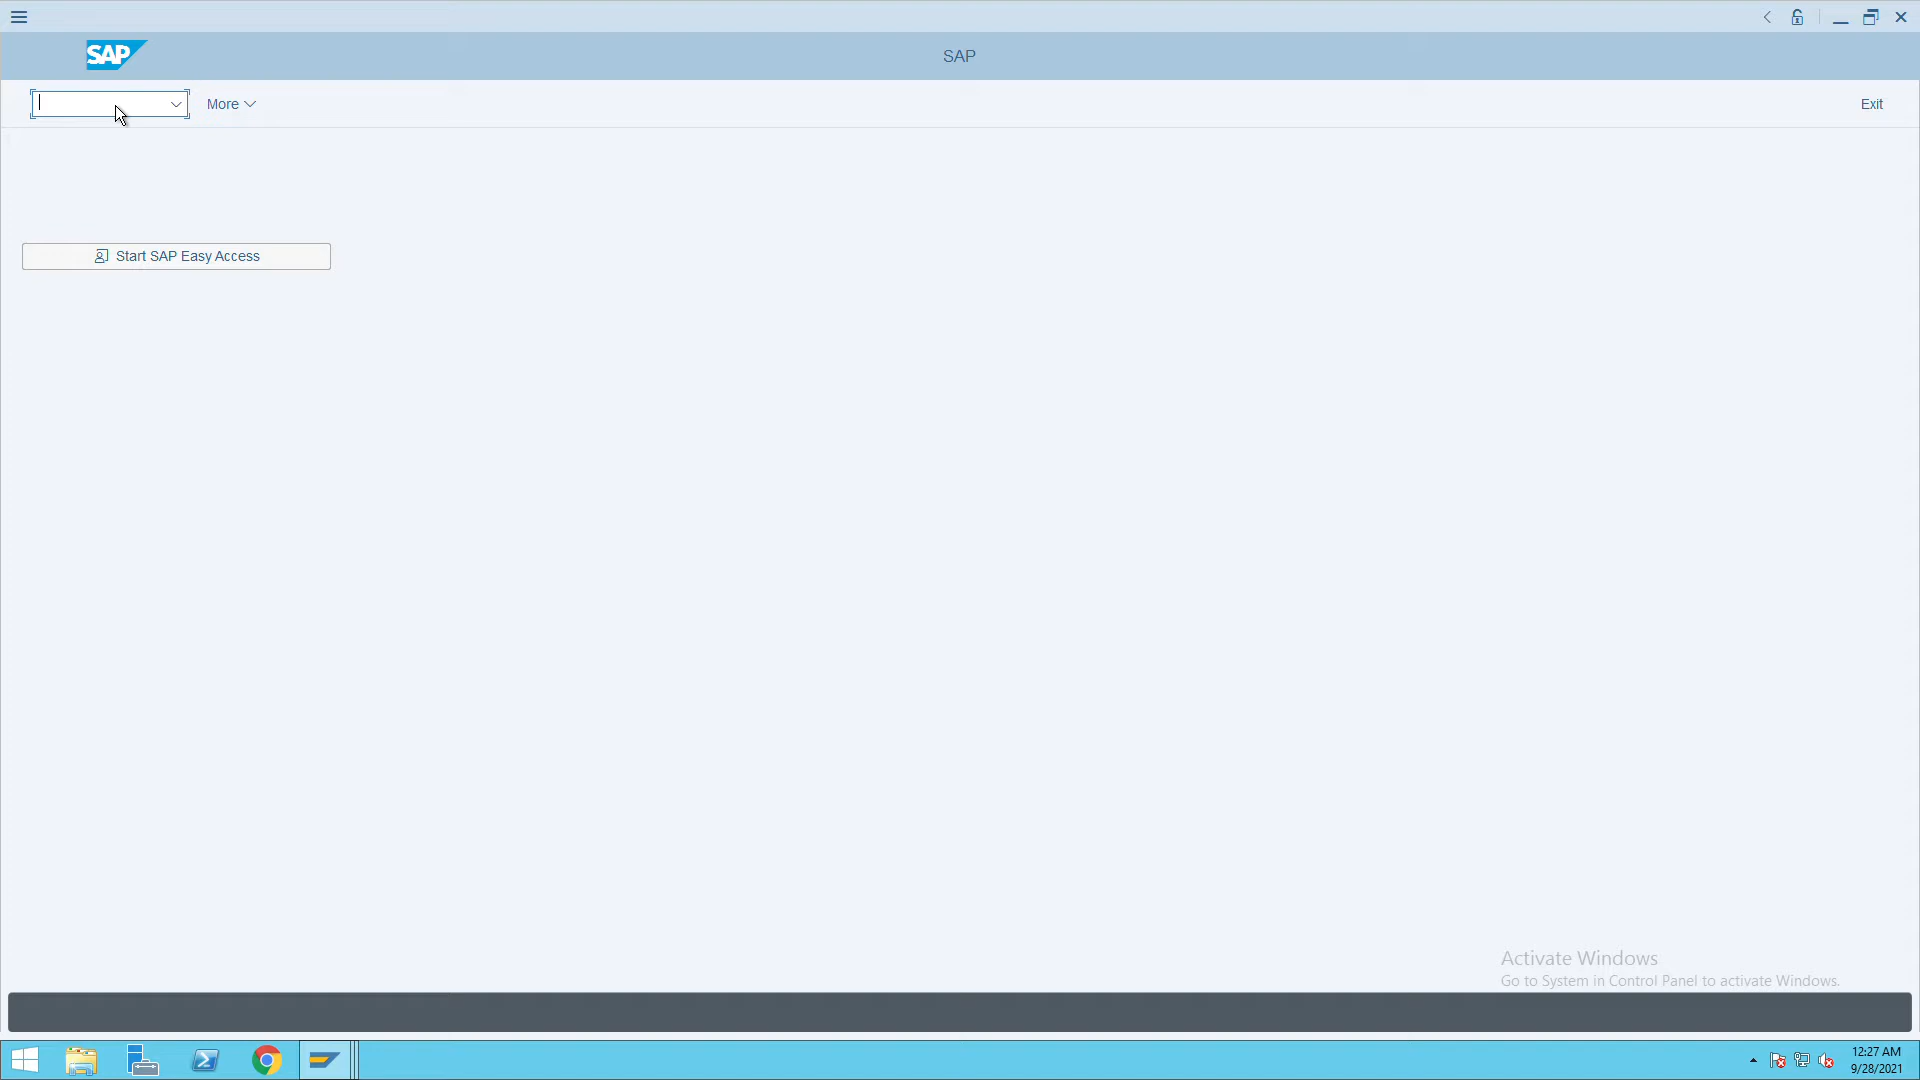 SAP
SAP
More
Exit
Start SAP Easy Access
Activate Windows
Go to System in Control Panel to activate Windows.
12:27 AM
9/28/2021